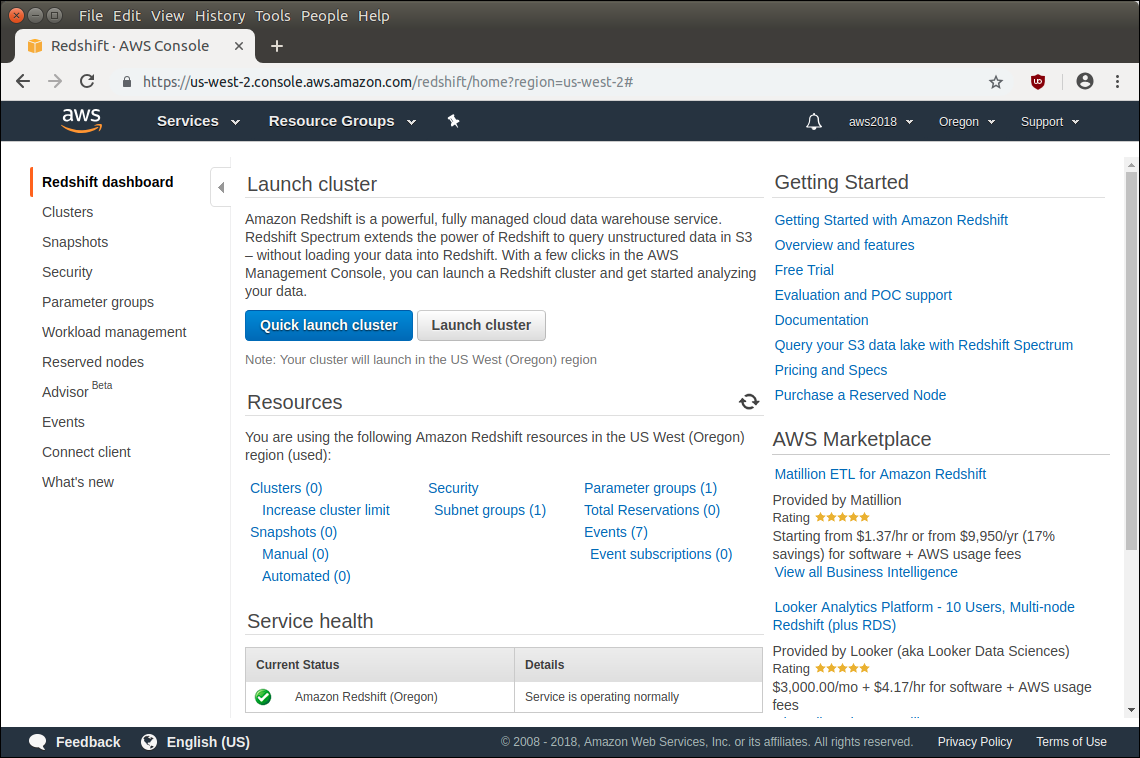 File Edit View History Tools People Help
Redshift · AWS Console
https://us-west-2.console.aws.amazon.com/redshift/home?region=us-west-2#
aws Services Resource Groups aws2018 Oregon Support
Redshift dashboard
Clusters
Snapshots
Security
Parameter groups
Workload management
Reserved nodes
Advisor Beta
Events
Connect client
What's new
Launch cluster
Amazon Redshift is a powerful, fully managed cloud data warehouse service.
Redshift Spectrum extends the power of Redshift to query unstructured data in S3
– without loading your data into Redshift. With a few clicks in the AWS
Management Console, you can launch a Redshift cluster and get started analyzing
your data.
Quick launch cluster Launch cluster
Note: Your cluster will launch in the US West (Oregon) region
Resources
You are using the following Amazon Redshift resources in the US West (Oregon)
region (used):
Clusters (0) Security Parameter groups (1)
Increase cluster limit Subnet groups (1) Total Reservations (0)
Snapshots (0) Events (7)
Manual (0) Event subscriptions (0)
Automated (0)
Service health
Current Status Details
Amazon Redshift (Oregon) Service is operating normally
Getting Started
Getting Started with Amazon Redshift
Overview and features
Free Trial
Evaluation and POC support
Documentation
Query your S3 data lake with Redshift Spectrum
Pricing and Specs
Purchase a Reserved Node
AWS Marketplace
Matillion ETL for Amazon Redshift
Provided by Matillion
Rating
Starting from $1.37/hr or from $9,950/yr (17%
savings) for software + AWS usage fees
View all Business Intelligence
Looker Analytics Platform - 10 Users, Multi-node
Redshift (plus RDS)
Provided by Looker (aka Looker Data Sciences)
Rating
$3,000.00/mo + $4.17/hr for software + AWS usage
fees
Feedback English (US) © 2008 - 2018, Amazon Web Services, Inc. or its affiliates. All rights reserved. Privacy Policy Terms of Use